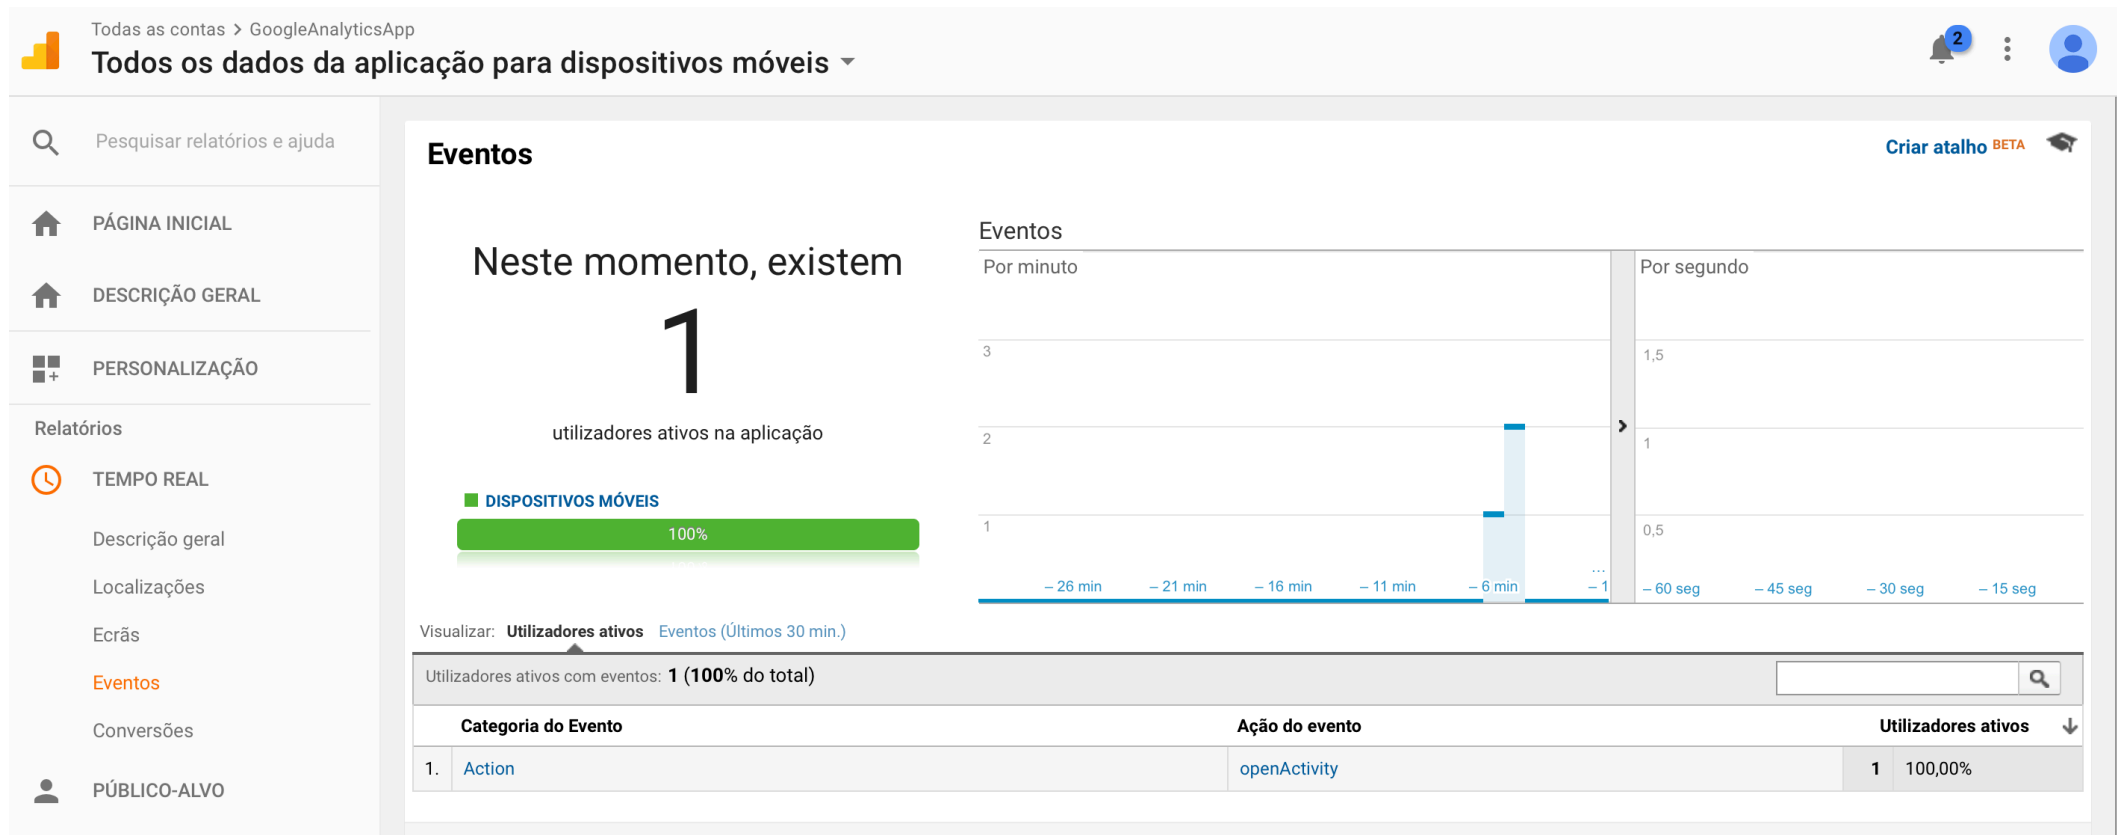 Todas as contas > GoogleAnalyticsApp
Todos os dados da aplicação para dispositivos móveis
2
Pesquisar relatórios e ajuda
PÁGINA INICIAL
DESCRIÇÃO GERAL
PERSONALIZAÇÃO
Relatórios
TEMPO REAL
Descrição geral
Localizações
Ecrãs
Eventos
Conversões
PÚBLICO-ALVO
Eventos
Criar atalho BETA
Neste momento, existem
1
utilizadores ativos na aplicação
DISPOSITIVOS MÓVEIS
100%
Eventos
Por minuto
3
2
1
– 26 min – 21 min – 16 min – 11 min – 6 min ... – 1
Por segundo
1,5
1
0,5
– 60 seg – 45 seg – 30 seg – 15 seg
Visualizar: Utilizadores ativos Eventos (Últimos 30 min.)
Utilizadores ativos com eventos: 1 (100% do total)
Categoria do Evento Ação do evento Utilizadores ativos
1. Action openActivity 1 100,00%